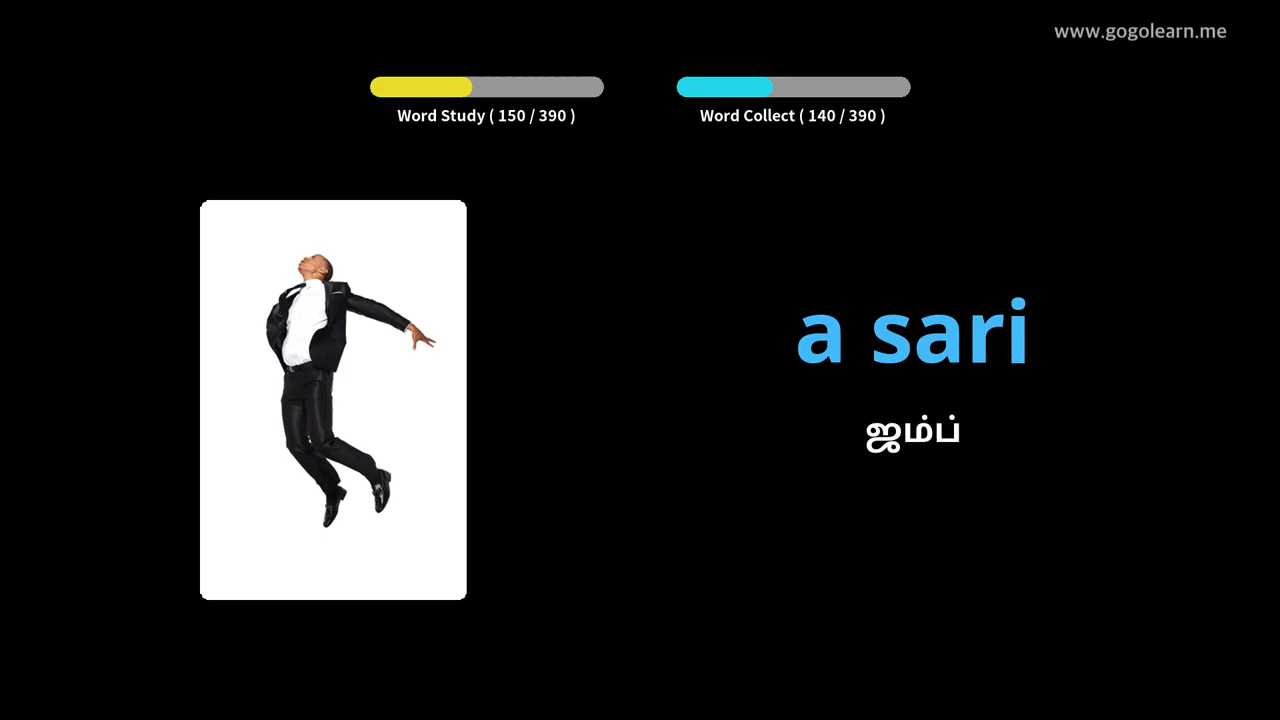 www.gogolearn.me
Word Study ( 150 / 390 )
Word Collect ( 140 / 390 )
a sari
ஜம்ப்